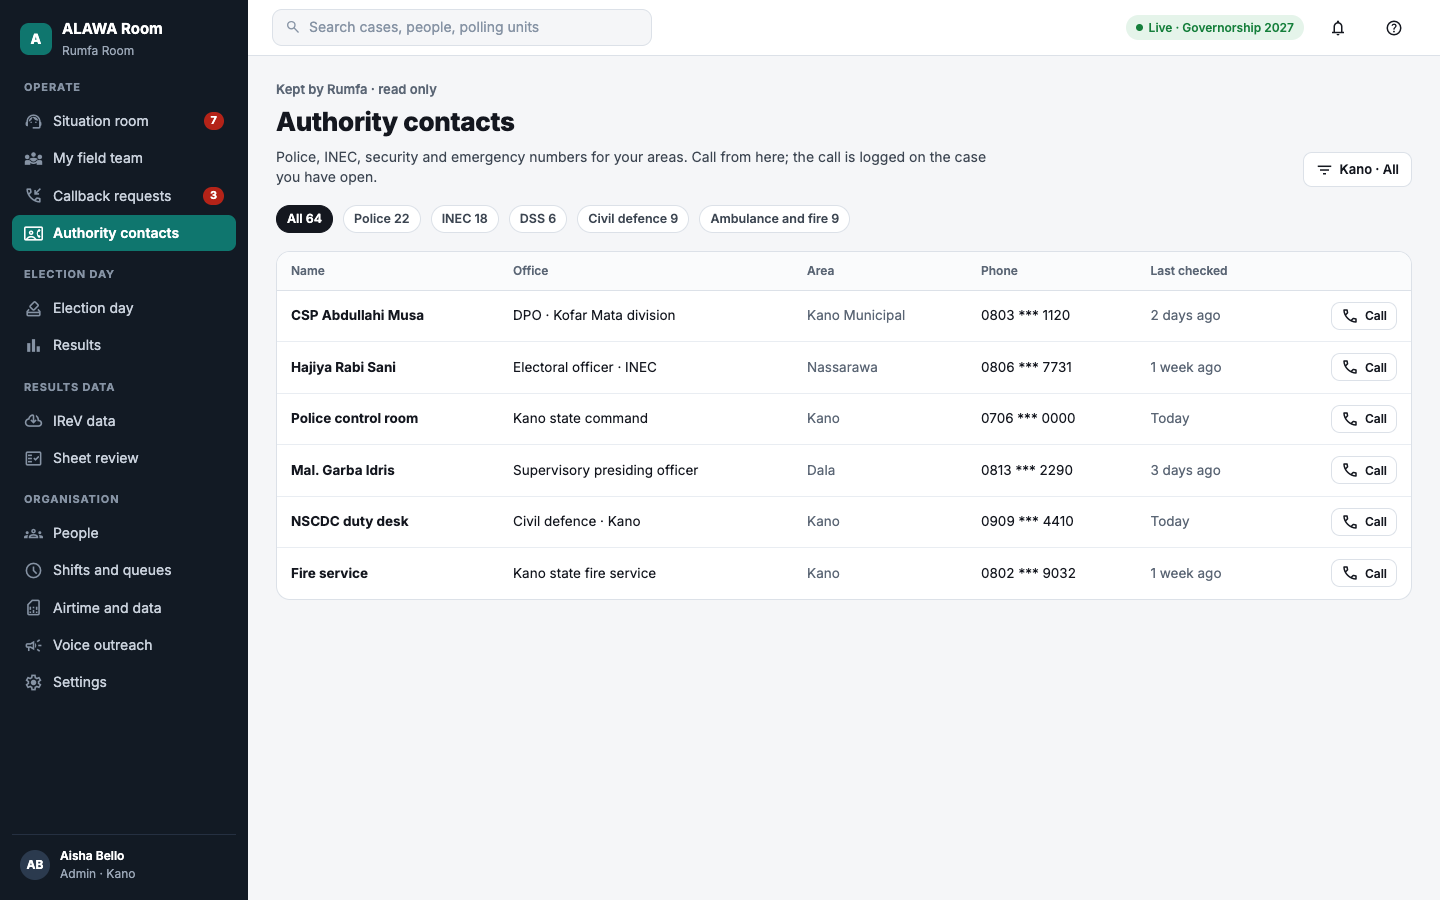 A
ALAWA Room
Rumfa Room
OPERATE
Situation room 7
My field team
Callback requests 3
Authority contacts
ELECTION DAY
Election day
Results
RESULTS DATA
IReV data
Sheet review
ORGANISATION
People
Shifts and queues
Airtime and data
Voice outreach
Settings
AB
Aisha Bello
Admin · Kano
Search cases, people, polling units
Live · Governorship 2027
Kept by Rumfa · read only
Authority contacts
Police, INEC, security and emergency numbers for your areas. Call from here; the call is logged on the case
you have open.
Kano · All
All 64 Police 22 INEC 18 DSS 6 Civil defence 9 Ambulance and fire 9
Name Office Area Phone Last checked
CSP Abdullahi Musa DPO · Kofar Mata division Kano Municipal 0803 *** 1120 2 days ago Call
Hajiya Rabi Sani Electoral officer · INEC Nassarawa 0806 *** 7731 1 week ago Call
Police control room Kano state command Kano 0706 *** 0000 Today Call
Mal. Garba Idris Supervisory presiding officer Dala 0813 *** 2290 3 days ago Call
NSCDC duty desk Civil defence · Kano Kano 0909 *** 4410 Today Call
Fire service Kano state fire service Kano 0802 *** 9032 1 week ago Call